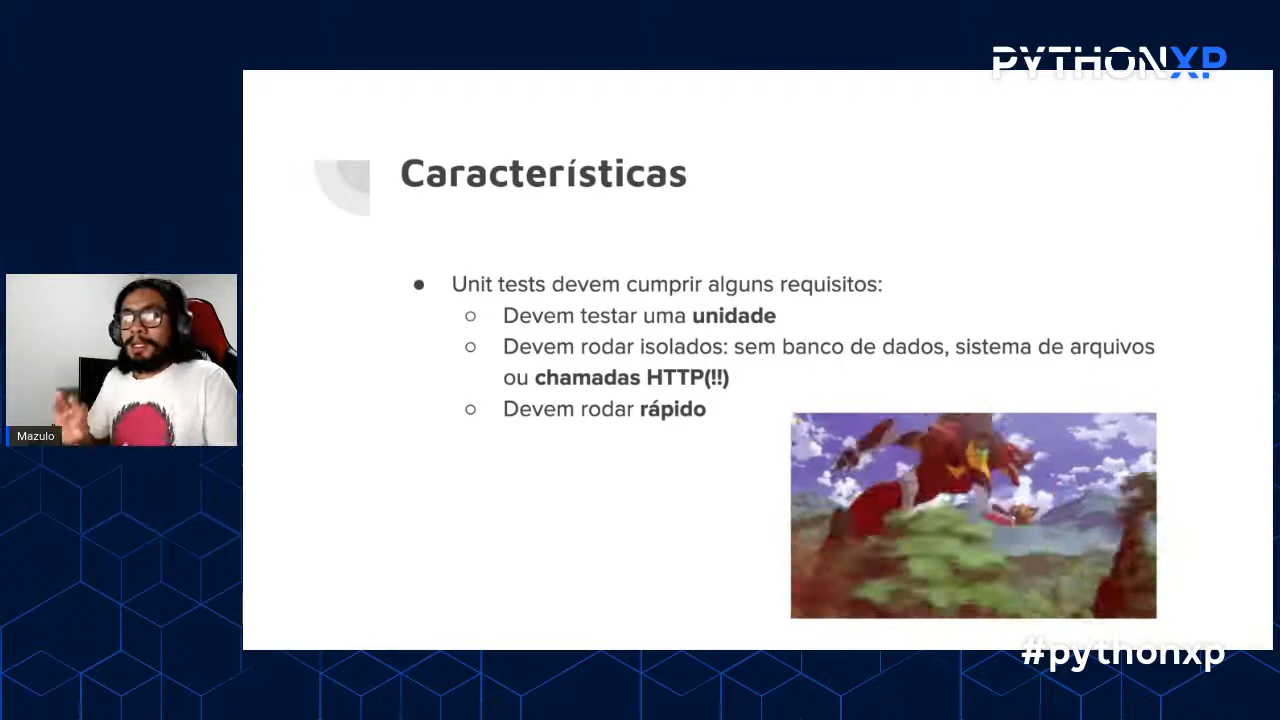 PYTHONXP
Características
● Unit tests devem cumprir alguns requisitos:
○ Devem testar uma unidade
○ Devem rodar isolados: sem banco de dados, sistema de arquivos
ou chamadas HTTP(!!)
○ Devem rodar rápido
Mazulo
#pythonxp